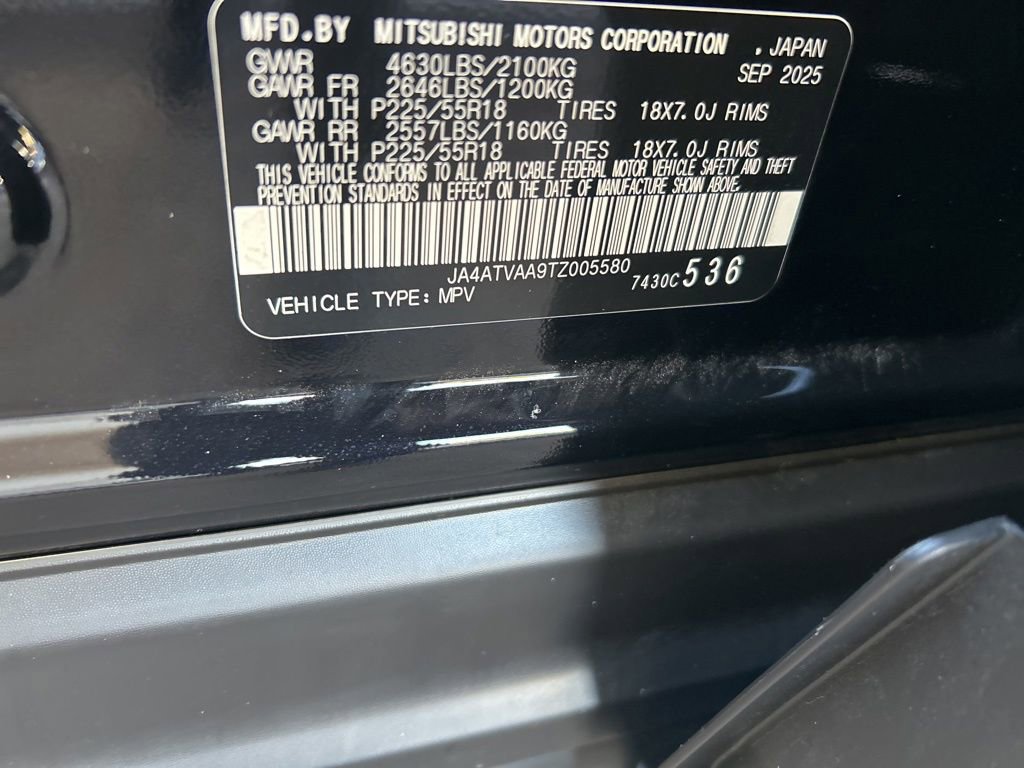 MFD.BY MITSUBISHI MOTORS CORPORATION . JAPAN
GVWR 4630LBS/2100KG SEP 2025
GAWR FR 2646LBS/1200KG
WITH P225/55R18 TIRES 18X7.0J RIMS
GAWR RR 2557LBS/1160KG
WITH P225/55R18 TIRES 18X7.0J RIMS
THIS VEHICLE CONFORMS TO ALL APPLICABLE FEDERAL MOTOR VEHICLE SAFETY AND THEFT
PREVENTION STANDARDS IN EFFECT ON THE DATE OF MANUFACTURE SHOWN ABOVE.
JA4ATVAA9TZ005580
7430C 536
VEHICLE TYPE: MPV